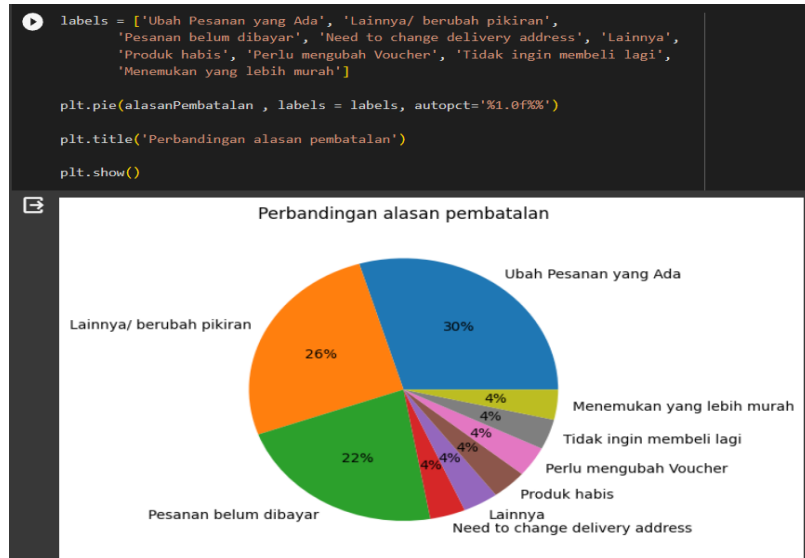 labels = ['Ubah Pesanan yang Ada', 'Lainnya/ berubah pikiran',
'Pesanan belum dibayar', 'Need to change delivery address', 'Lainnya',
'Produk habis', 'Perlu mengubah Voucher', 'Tidak ingin membeli lagi',
'Menemukan yang lebih murah']
plt.pie(alasanPembatalan , labels = labels, autopct='%1.0f%%')
plt.title('Perbandingan alasan pembatalan')
plt.show()
Perbandingan alasan pembatalan
Ubah Pesanan yang Ada
30%
Lainnya/ berubah pikiran
26%
Pesanan belum dibayar
22%
Need to change delivery address
4%
Lainnya
4%
Produk habis
4%
Perlu mengubah Voucher
4%
Tidak ingin membeli lagi
4%
Menemukan yang lebih murah
4%